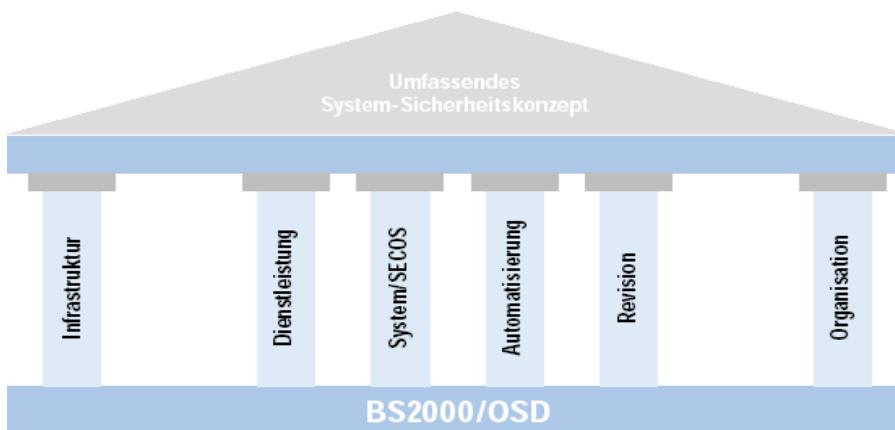 Umfassendes
System-Sicherheitskonzept
Infrastruktur
Dienstleistung
System/SECOS
Automatisierung
Revision
Organisation
BS2000/OSD